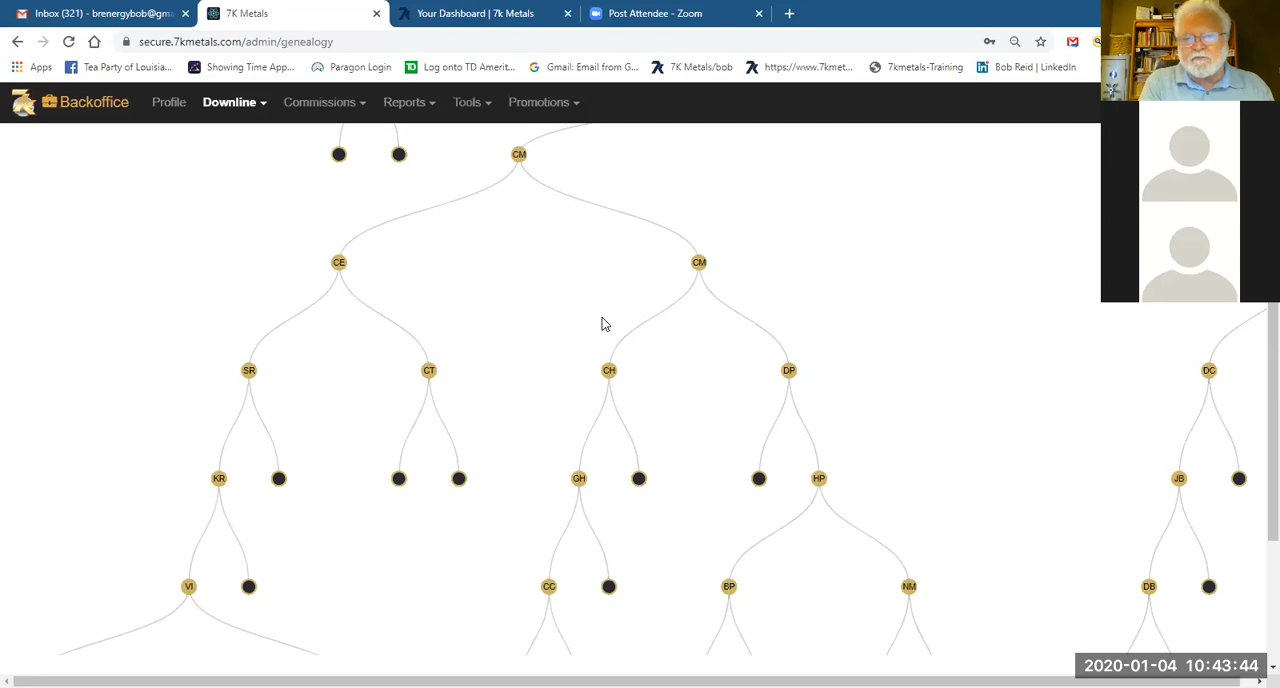 Inbox (321) - brenergybob@gma
7K Metals
Your Dashboard | 7k Metals
Post Attendee - Zoom
secure.7kmetals.com/admin/genealogy
Apps
Tea Party of Louisia...
Showing Time App...
Paragon Login
Log onto TD Amerit...
Gmail: Email from G...
7K Metals/bob
https://www.7kmet...
7kmetals-Training
Bob Reid | LinkedIn
Backoffice
Profile
Downline
Commissions
Reports
Tools
Promotions
CM
CE
CM
SR
CT
CH
DP
DC
KR
GH
HP
JB
VI
CC
BP
NM
DB
2020-01-04 10:43:44